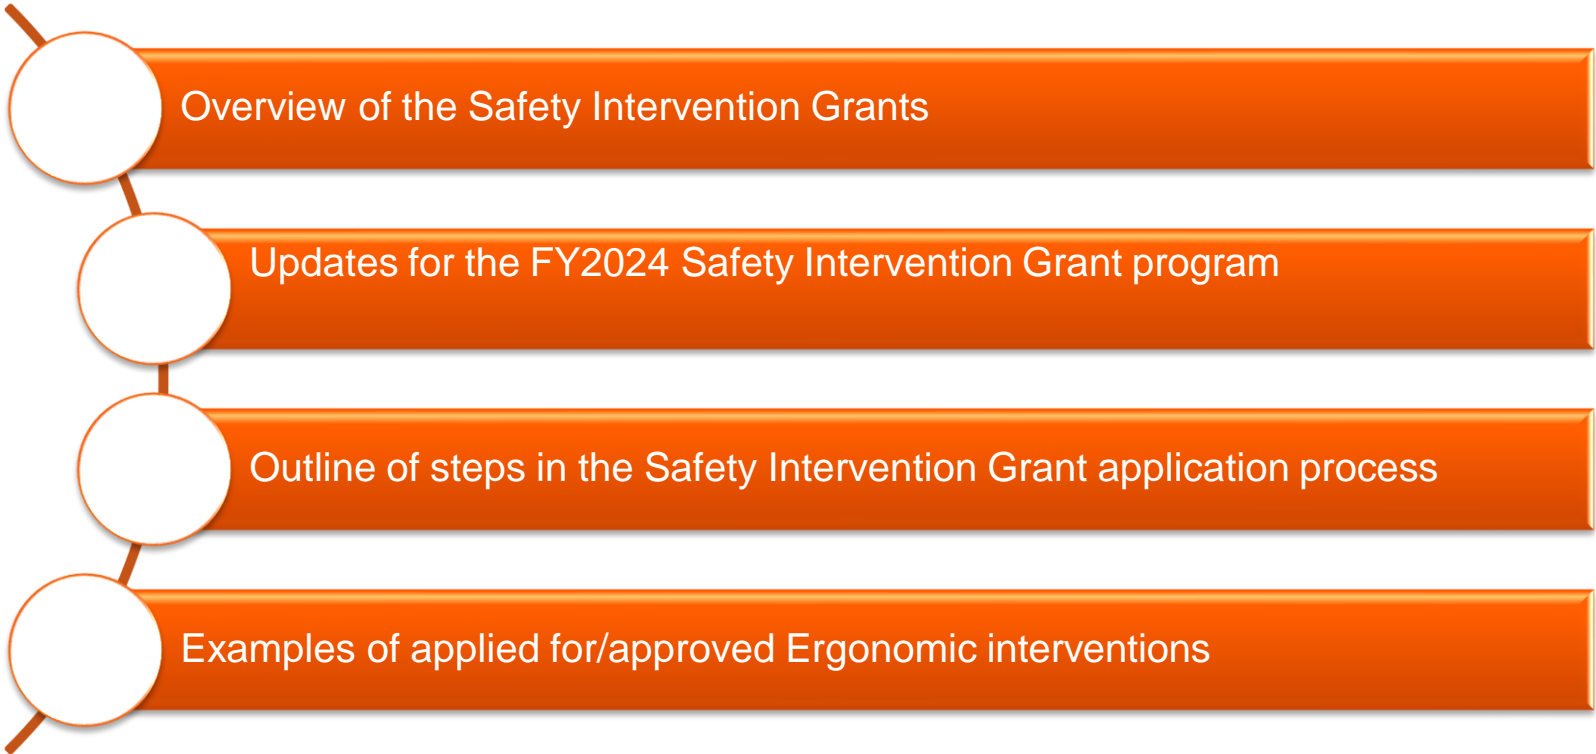 Overview of the Safety Intervention Grants
Updates for the FY2024 Safety Intervention Grant program
Outline of steps in the Safety Intervention Grant application process
Examples of applied for/approved Ergonomic interventions